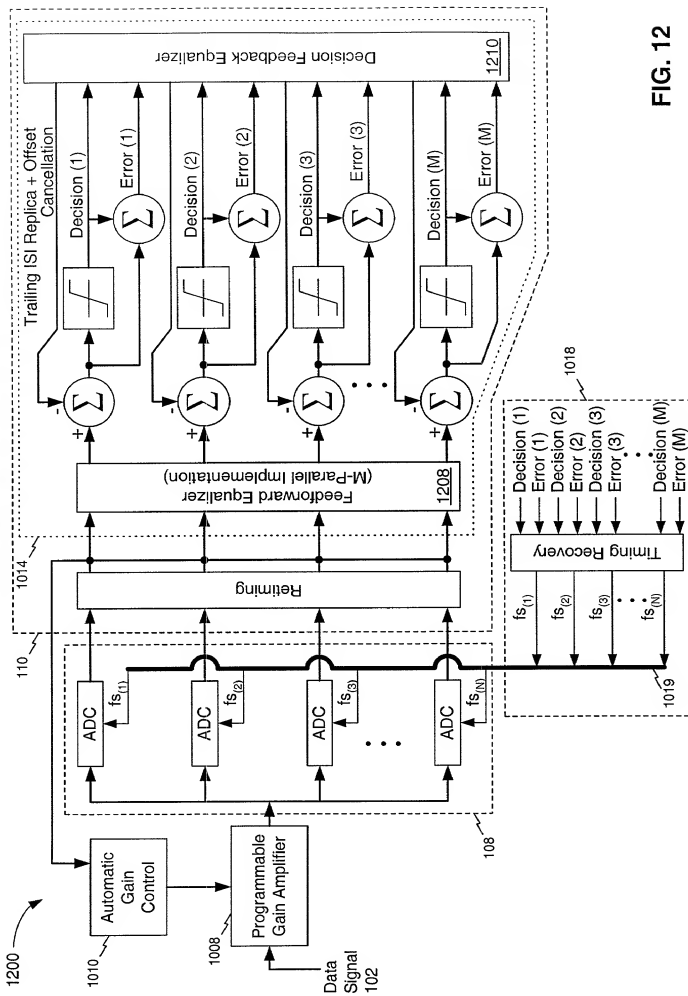 1200
1010
Automatic
Gain
Control
1008
Programmable
Gain Amplifier
Data
Signal
102
108
ADC
fs(1)
ADC
fs(2)
ADC
fs(3)
• • •
ADC
fs(N)
110
Retiming
1014
Feedforward Equalizer
(M-Parallel Implementation)
1208
Trailing ISI Replica + Offset
Cancellation
+
-
Σ
Decision (1)
Σ
Error (1)
+
-
Σ
Decision (2)
Σ
Error (2)
+
-
Σ
Decision (3)
Σ
Error (3)
• • •
+
-
Σ
Decision (M)
Σ
Error (M)
Decision Feedback Equalizer
1210
1018
Decision (1)
Error (1)
Decision (2)
Error (2)
Decision (3)
Error (3)
• • •
Decision (M)
Error (M)
Timing Recovery
fs(1)
fs(2)
fs(3)
• • •
fs(N)
1019
FIG. 12